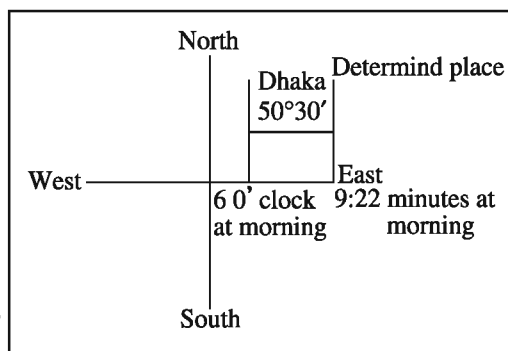 North
Dhaka
Determind place
50°30′
West
East
6 0’ clock
at morning
9:22 minutes at
morning
South